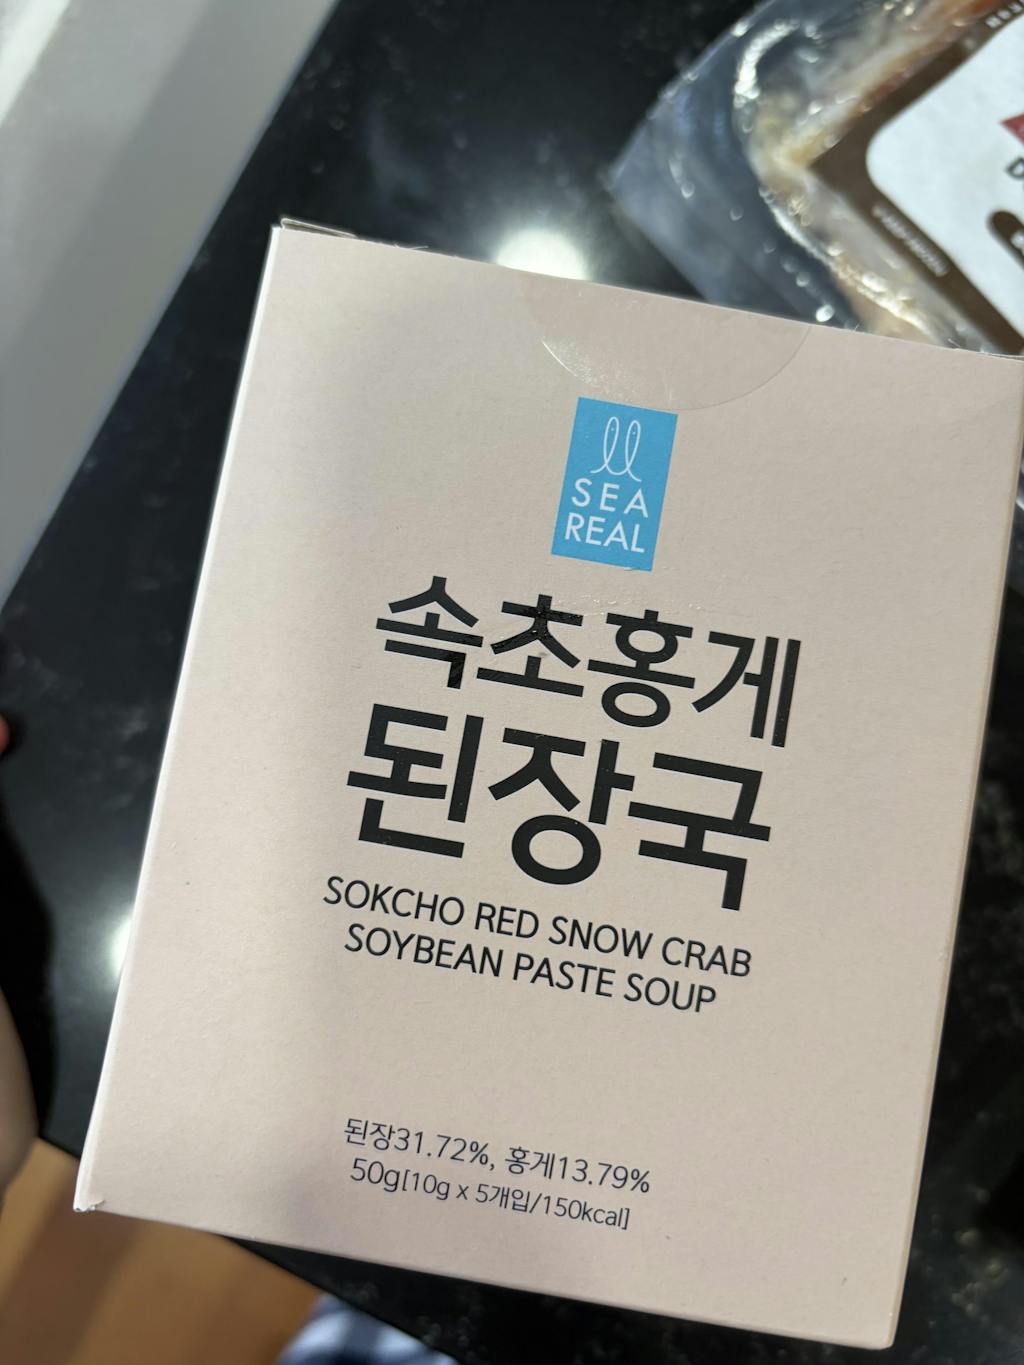 SEA
REAL
속초홍게
된장국
SOKCHO RED SNOW CRAB
SOYBEAN PASTE SOUP
된장31.72%, 홍게13.79%
50g[10g x 5개입/150kcal]